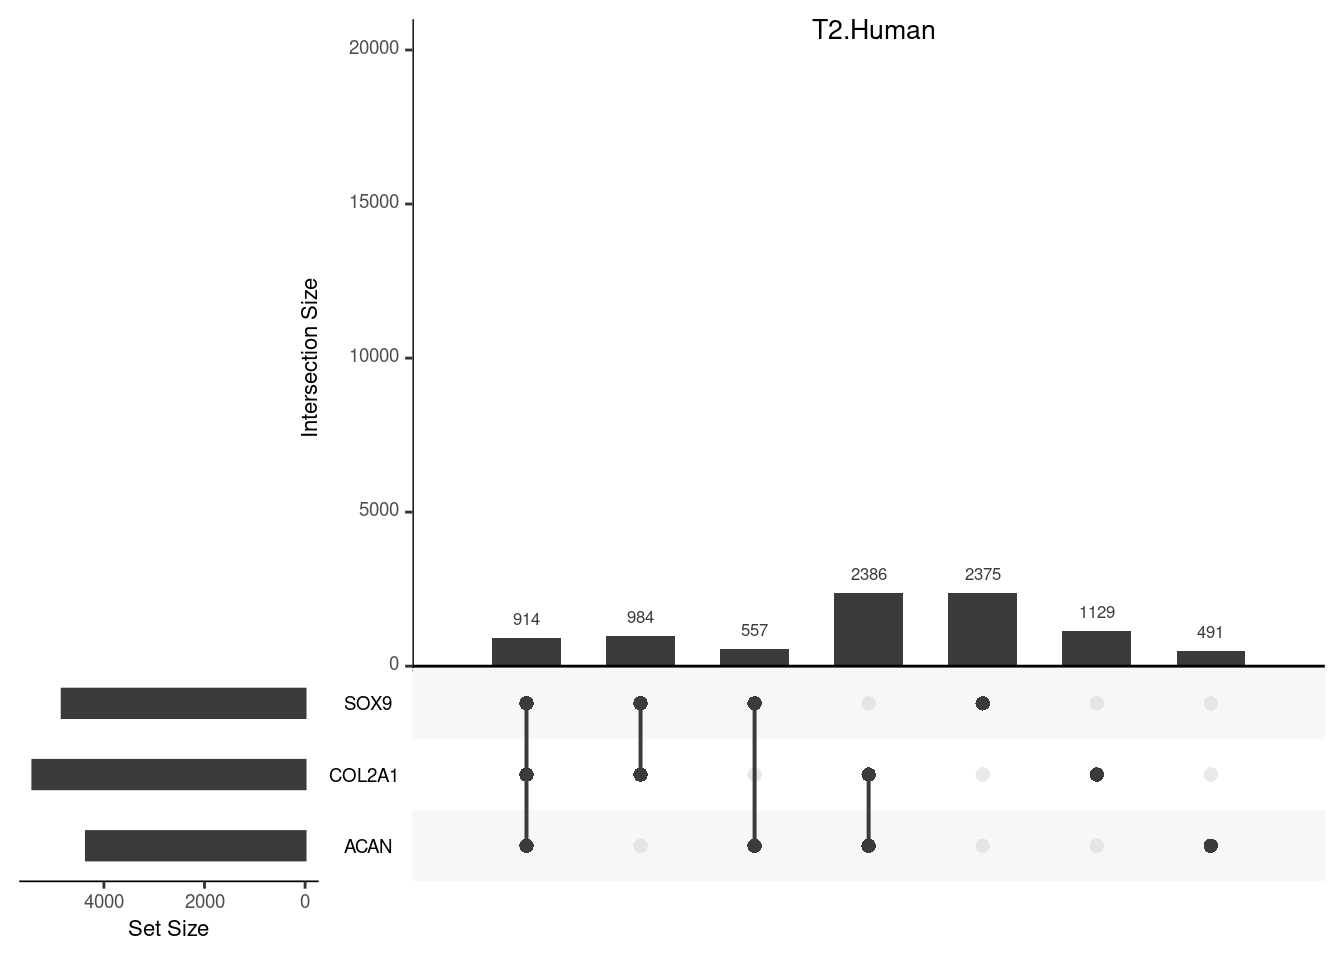 T2.Human
20000
15000
10000
5000
0
Intersection Size
914
984
557
2386
2375
1129
491
SOX9
COL2A1
ACAN
4000 2000 0
Set Size